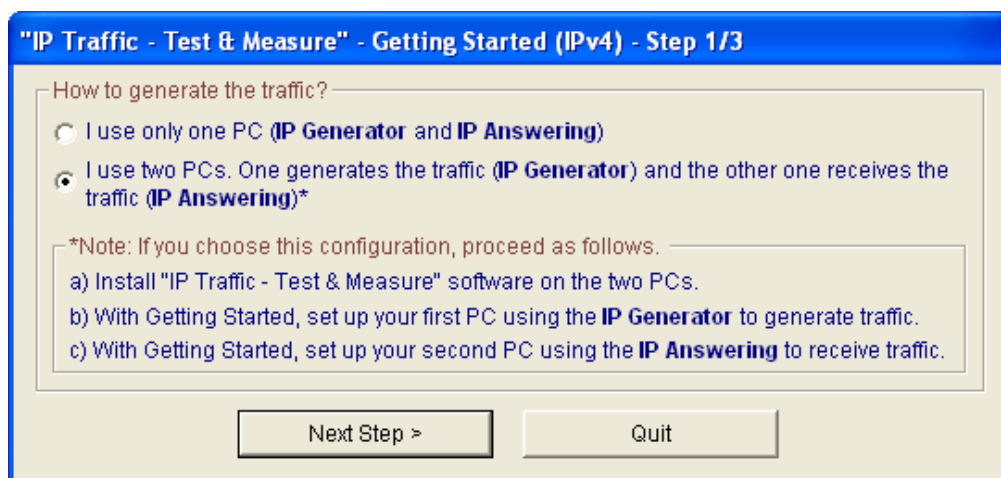 "IP Traffic - Test & Measure" - Getting Started (IPv4) - Step 1/3
How to generate the traffic?
I use only one PC (IP Generator and IP Answering)
I use two PCs. One generates the traffic (IP Generator) and the other one receives the
traffic (IP Answering)*
*Note: If you choose this configuration, proceed as follows.
a) Install "IP Traffic - Test & Measure" software on the two PCs.
b) With Getting Started, set up your first PC using the IP Generator to generate traffic.
c) With Getting Started, set up your second PC using the IP Answering to receive traffic.
Next Step >
Quit